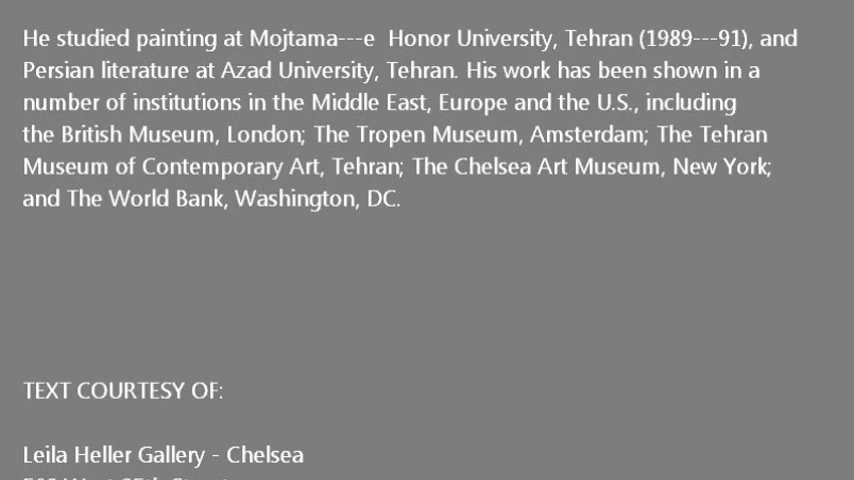 He studied painting at Mojtama---e Honor University, Tehran (1989---91), and
Persian literature at Azad University, Tehran. His work has been shown in a
number of institutions in the Middle East, Europe and the U.S., including
the British Museum, London; The Tropen Museum, Amsterdam; The Tehran
Museum of Contemporary Art, Tehran; The Chelsea Art Museum, New York;
and The World Bank, Washington, DC.
TEXT COURTESY OF:
Leila Heller Gallery - Chelsea